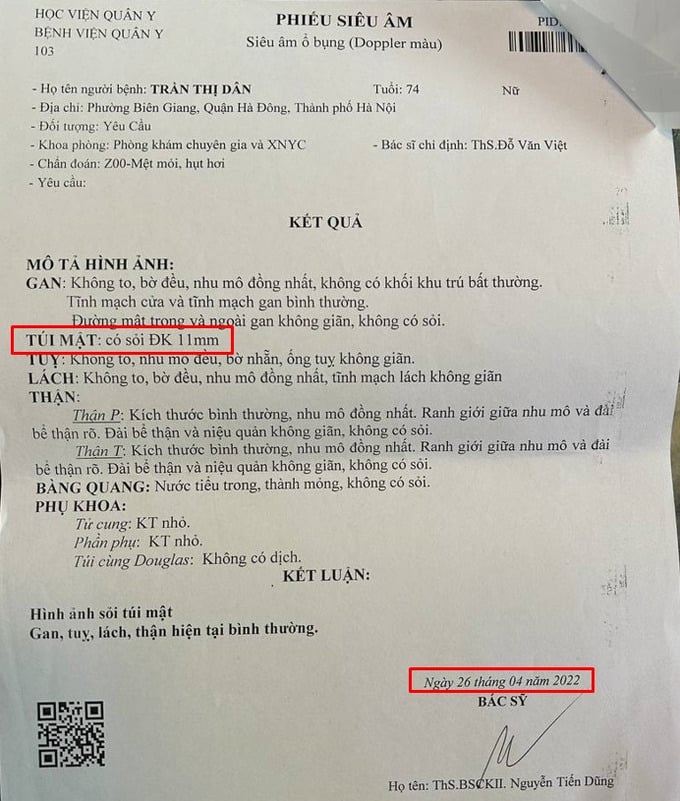 HỌC VIỆN QUÂN Y
BỆNH VIỆN QUÂN Y
103
PHIẾU SIÊU ÂM
Siêu âm ổ bụng (Doppler màu)
PID
- Họ tên người bệnh: TRẦN THỊ DÂN Tuổi: 74 Nữ
- Địa chỉ: Phường Biên Giang, Quận Hà Đông, Thành phố Hà Nội
- Đối tượng: Yêu Cầu
- Khoa phòng: Phòng khám chuyên gia và XNYC - Bác sĩ chỉ định: ThS.Đỗ Văn Việt
- Chẩn đoán: Z00-Mệt mỏi, hụt hơi
- Yêu cầu:
KẾT QUẢ
MÔ TẢ HÌNH ẢNH:
GAN: Không to, bờ đều, nhu mô đồng nhất, không có khối khu trú bất thường.
Tĩnh mạch cửa và tĩnh mạch gan bình thường.
Đường mật trong và ngoài gan không giãn, không có sỏi.
TÚI MẬT: có sỏi ĐK 11mm
TUỴ: Không to, nhu mô đều, bờ nhẵn, ống tuỵ không giãn.
LÁCH: Không to, bờ đều, nhu mô đồng nhất, tĩnh mạch lách không giãn
THẬN:
Thận P: Kích thước bình thường, nhu mô đồng nhất. Ranh giới giữa nhu mô và đài
bể thận rõ. Đài bể thận và niệu quản không giãn, không có sỏi.
Thận T: Kích thước bình thường, nhu mô đồng nhất. Ranh giới giữa nhu mô và đài
bể thận rõ. Đài bể thận và niệu quản không giãn, không có sỏi.
BÀNG QUANG: Nước tiểu trong, thành mỏng, không có sỏi.
PHỤ KHOA:
Tử cung: KT nhỏ.
Phần phụ: KT nhỏ.
Túi cùng Douglas: Không có dịch.
KẾT LUẬN:
Hình ảnh sỏi túi mật
Gan, tuỵ, lách, thận hiện tại bình thường.
Ngày 26 tháng 04 năm 2022
BÁC SỸ
Họ tên: ThS.BSCKII. Nguyễn Tiến Dũng